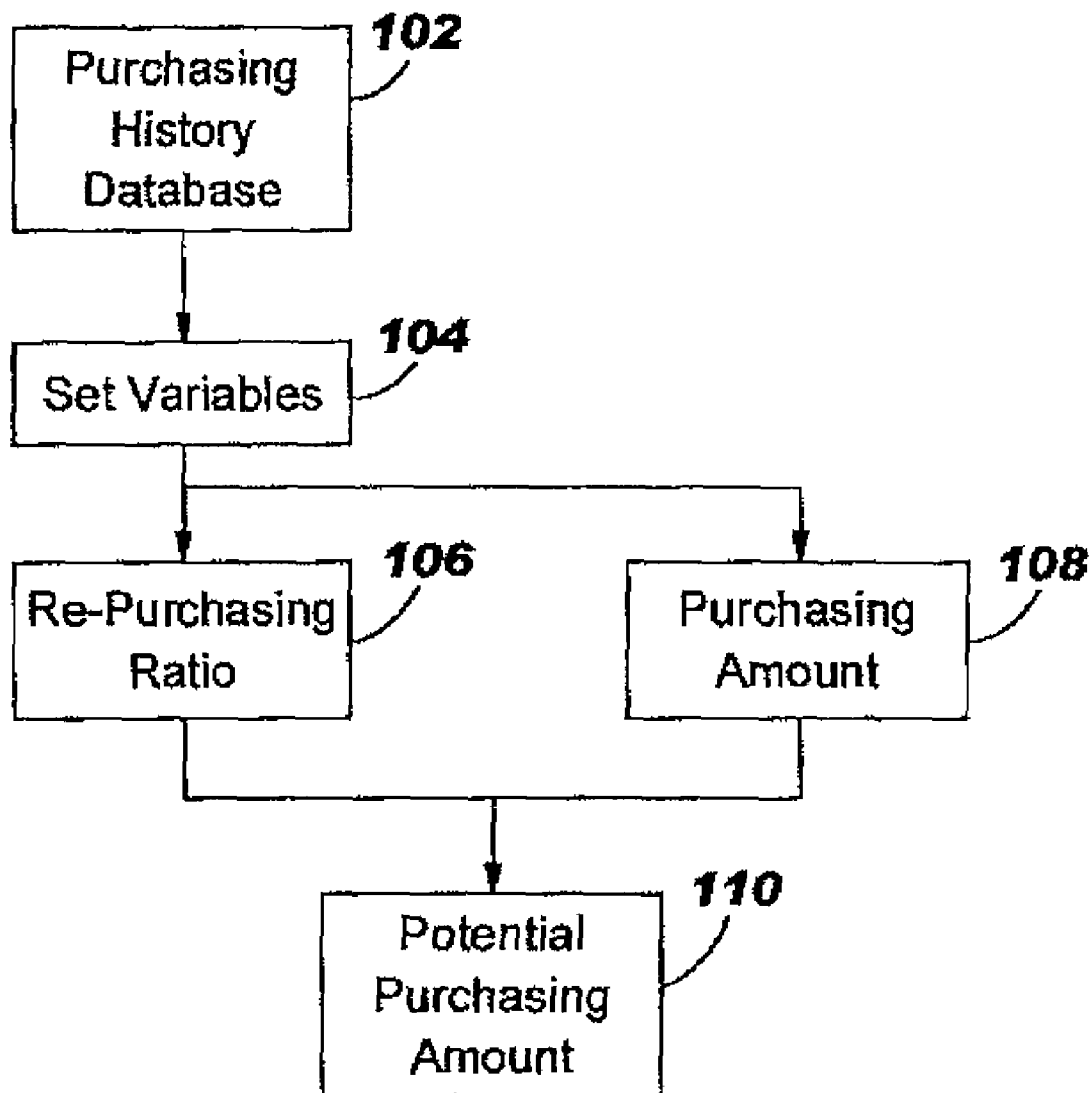 102
Purchasing
History
Database
104
Set Variables
106
Re-Purchasing
Ratio
108
Purchasing
Amount
110
Potential
Purchasing
Amount